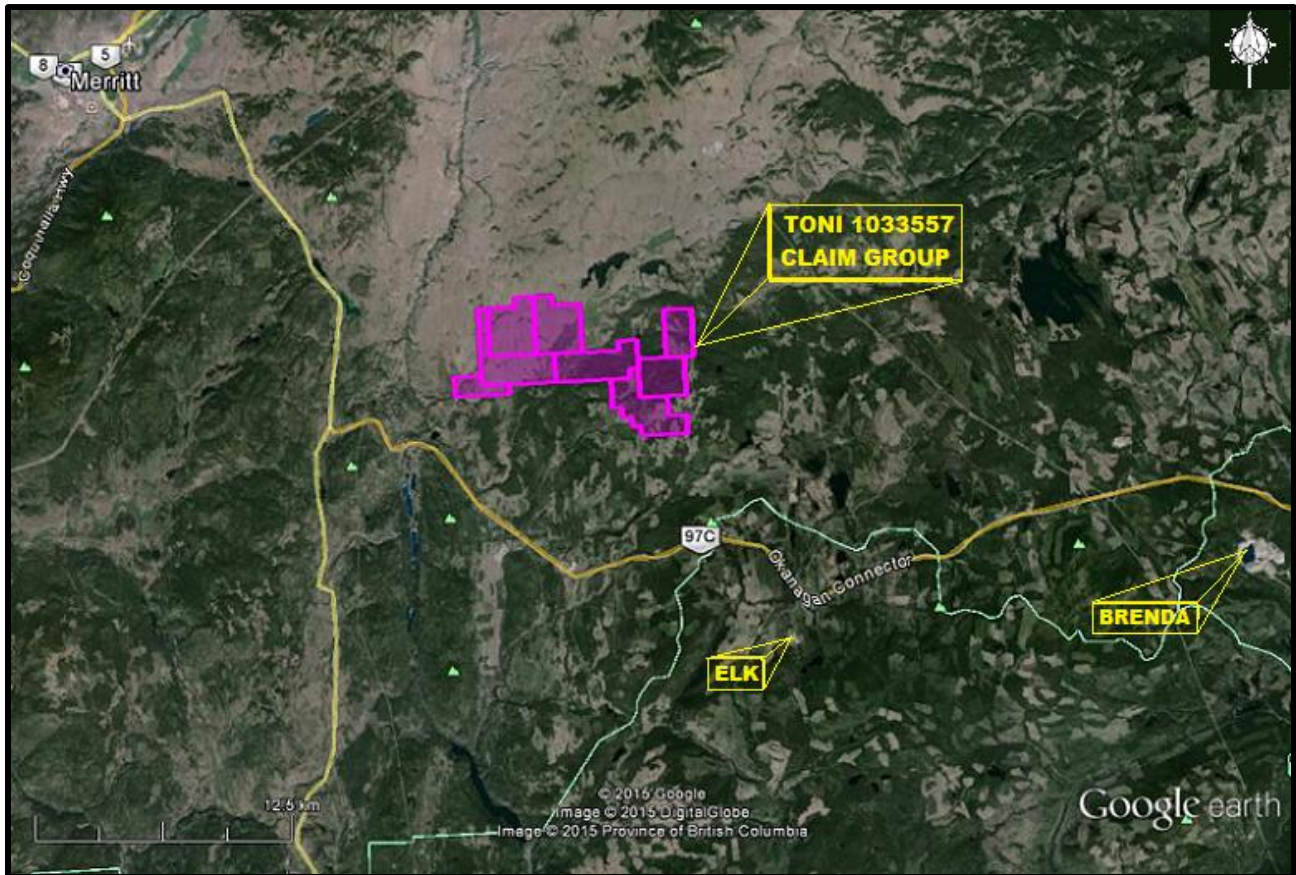 5
8
Merritt
Coquihalla Hwy
TONI 1033557
CLAIM GROUP
97C
Okanagan Connector
BRENDA
ELK
12.5 km
© 2015 Google
Image © 2015 DigitalGlobe
Image © 2015 Province of British Columbia
Google earth